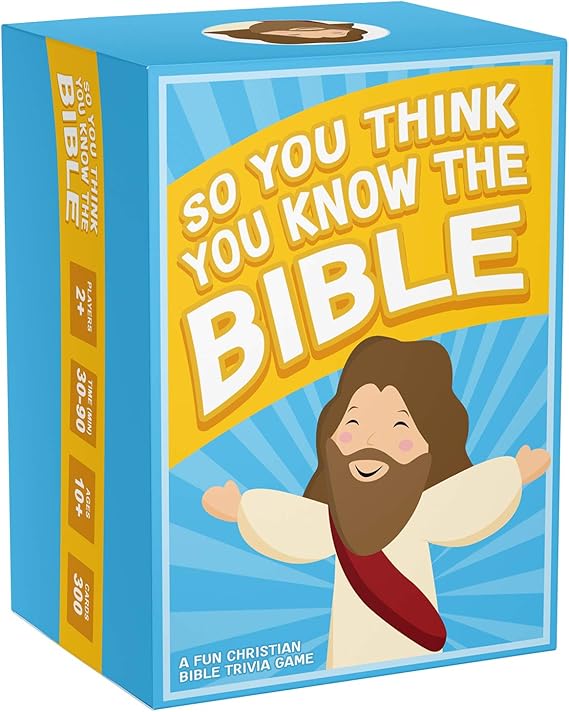 SO YOU THINK
YOU KNOW THE
BIBLE
A FUN CHRISTIAN
BIBLE TRIVIA GAME
SO YOU THINK
YOU KNOW THE
BIBLE
PLAYERS
2+
TIME (MIN)
30-90
AGES
10+
CARDS
300